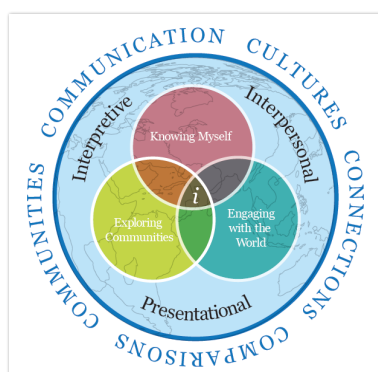 COMMUNICATION
CULTURES
CONNECTIONS
COMPARISONS
COMMUNITIES
Interpretive
Interpersonal
Presentational
Knowing Myself
i
Exploring
Communities
Engaging
with the
World